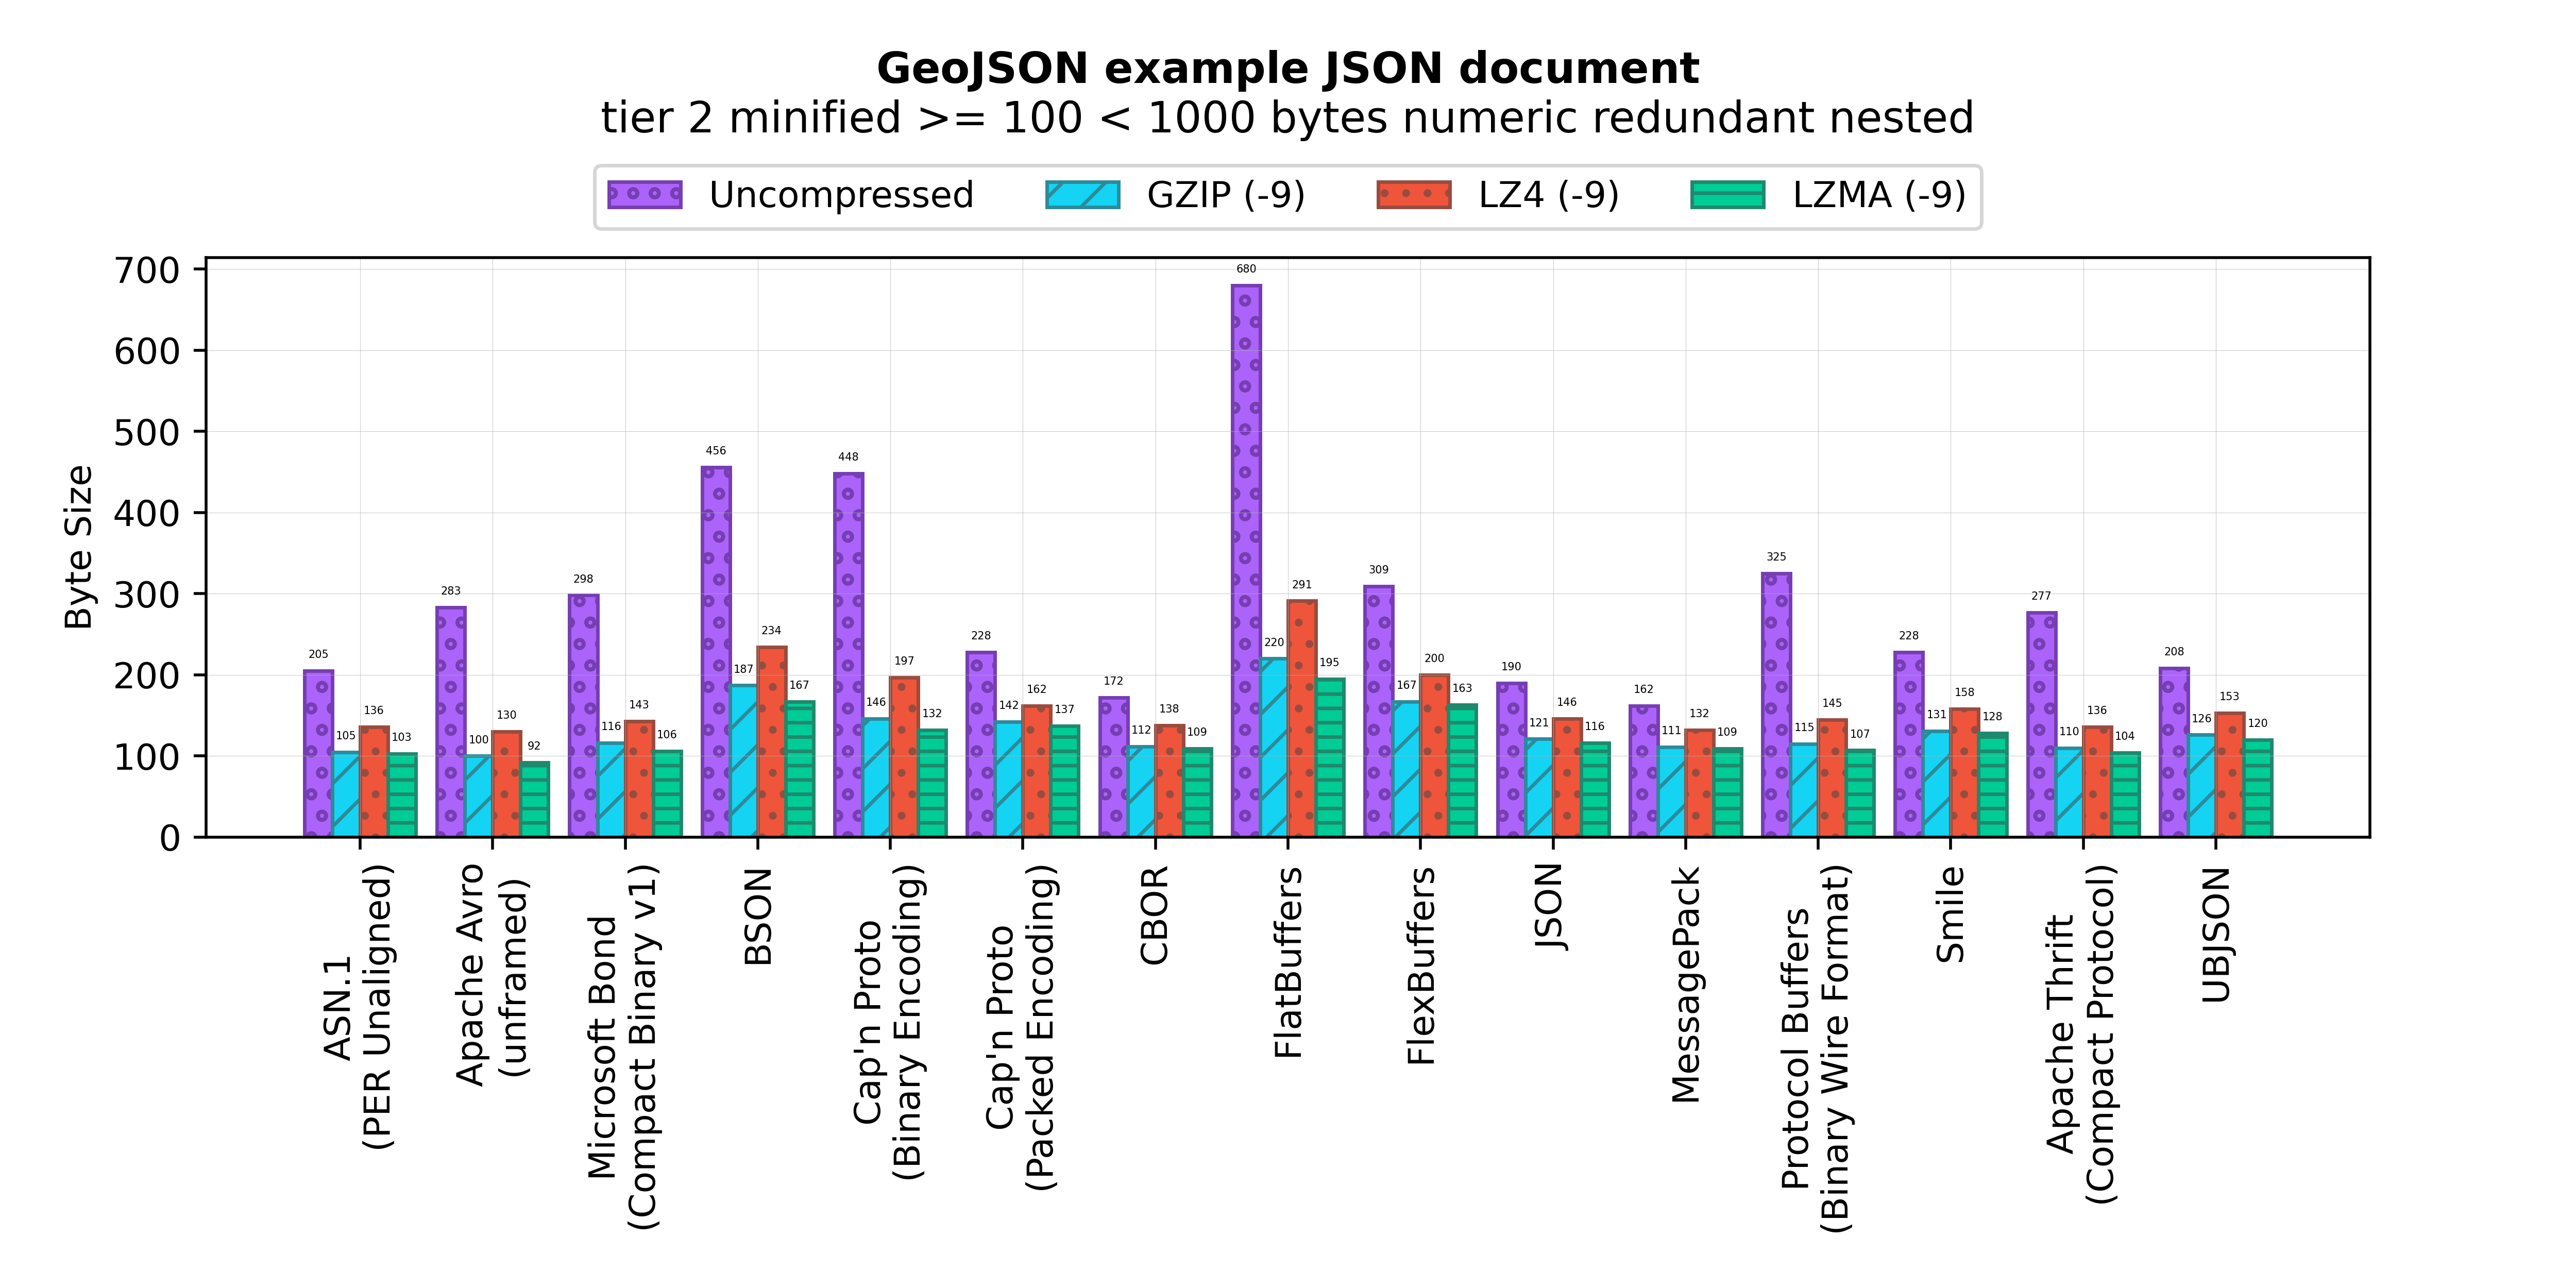 GeoJSON example JSON document
tier 2 minified >= 100 < 1000 bytes numeric redundant nested
Uncompressed
GZIP (-9)
LZ4 (-9)
LZMA (-9)
Byte Size
700
600
500
400
300
200
100
0
205
105
136
103
283
100
130
92
298
116
143
106
456
187
234
167
448
146
197
132
228
142
162
137
172
112
138
109
680
220
291
195
309
167
200
163
190
121
146
116
162
111
132
109
325
115
145
107
228
131
158
128
277
110
136
104
208
126
153
120
ASN.1
(PER Unaligned)
Apache Avro
(unframed)
Microsoft Bond
(Compact Binary v1)
BSON
Cap'n Proto
(Binary Encoding)
Cap'n Proto
(Packed Encoding)
CBOR
FlatBuffers
FlexBuffers
JSON
MessagePack
Protocol Buffers
(Binary Wire Format)
Smile
Apache Thrift
(Compact Protocol)
UBJSON